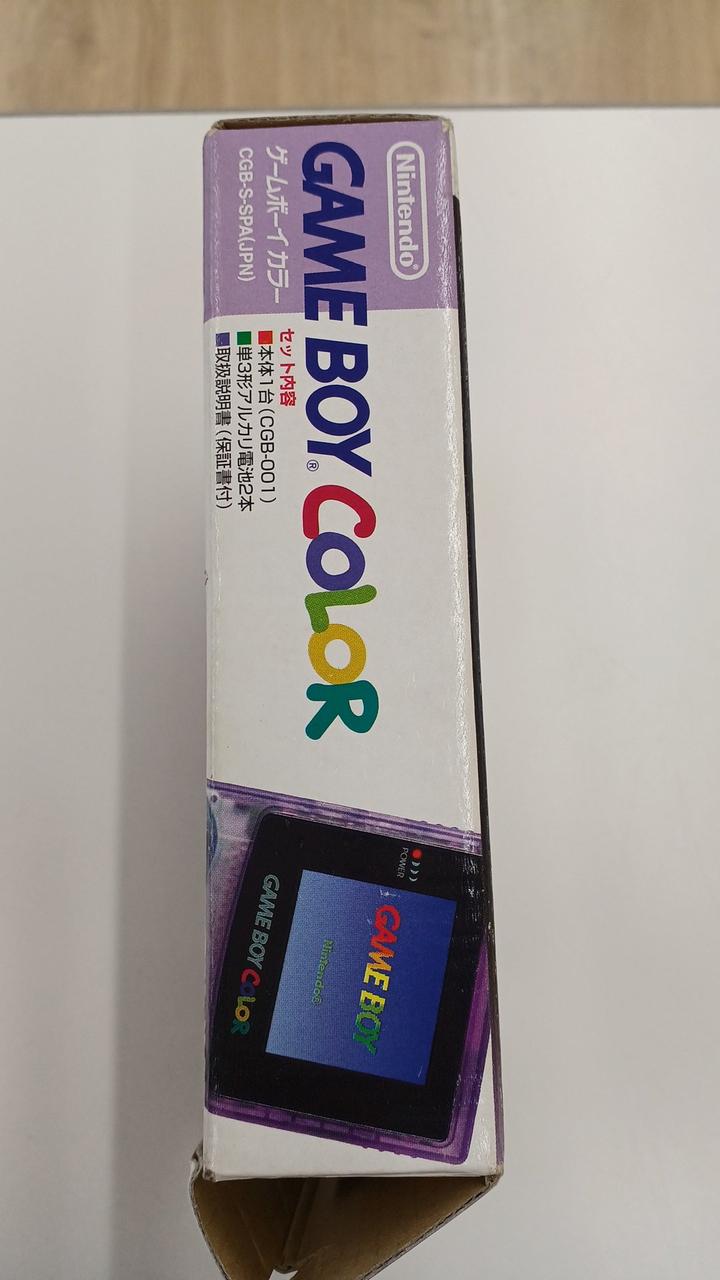 Nintendo®
GAME BOY® COLOR
ゲームボーイ カラー
CGB-S-SPA(JPN)
セット内容
■本体1台(CGB-001)
■単3形アルカリ電池2本
■取扱説明書(保証書付)
POWER
GAME BOY
Nintendo®
GAME BOY COLOR